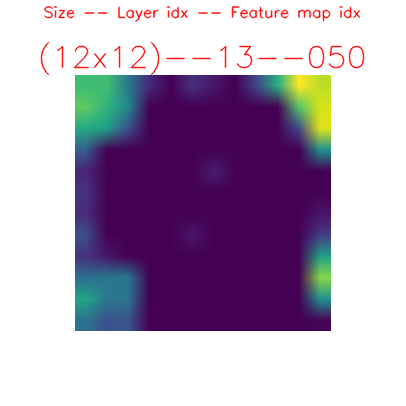 Size -- Layer idx -- Feature map idx
(12x12)--13--050